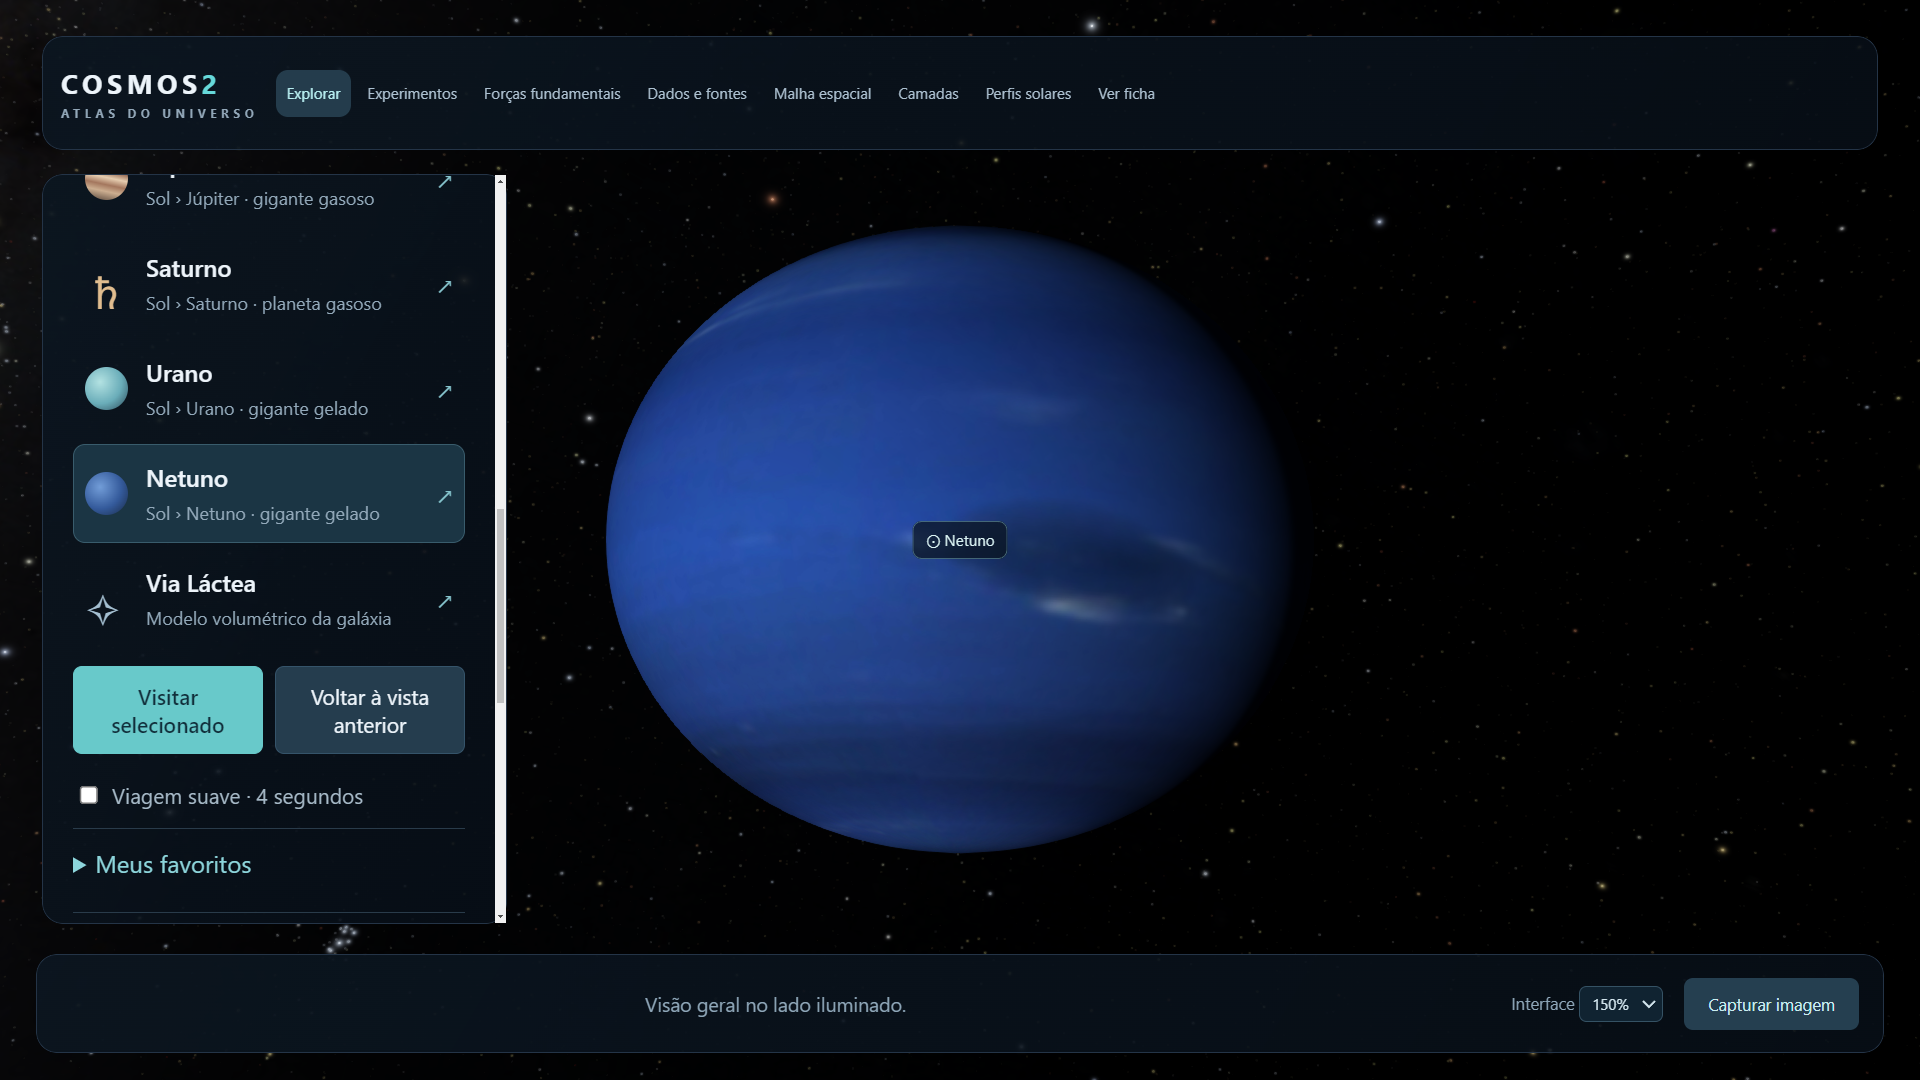 COSMOS2
ATLAS DO UNIVERSO
Explorar
Experimentos
Forças fundamentais
Dados e fontes
Malha espacial
Camadas
Perfis solares
Ver ficha
Sol › Júpiter · gigante gasoso
Saturno
Sol › Saturno · planeta gasoso
Urano
Sol › Urano · gigante gelado
Netuno
Sol › Netuno · gigante gelado
Via Láctea
Modelo volumétrico da galáxia
Visitar
selecionado
Voltar à vista
anterior
Viagem suave · 4 segundos
Meus favoritos
Netuno
Visão geral no lado iluminado.
Interface
150%
Capturar imagem